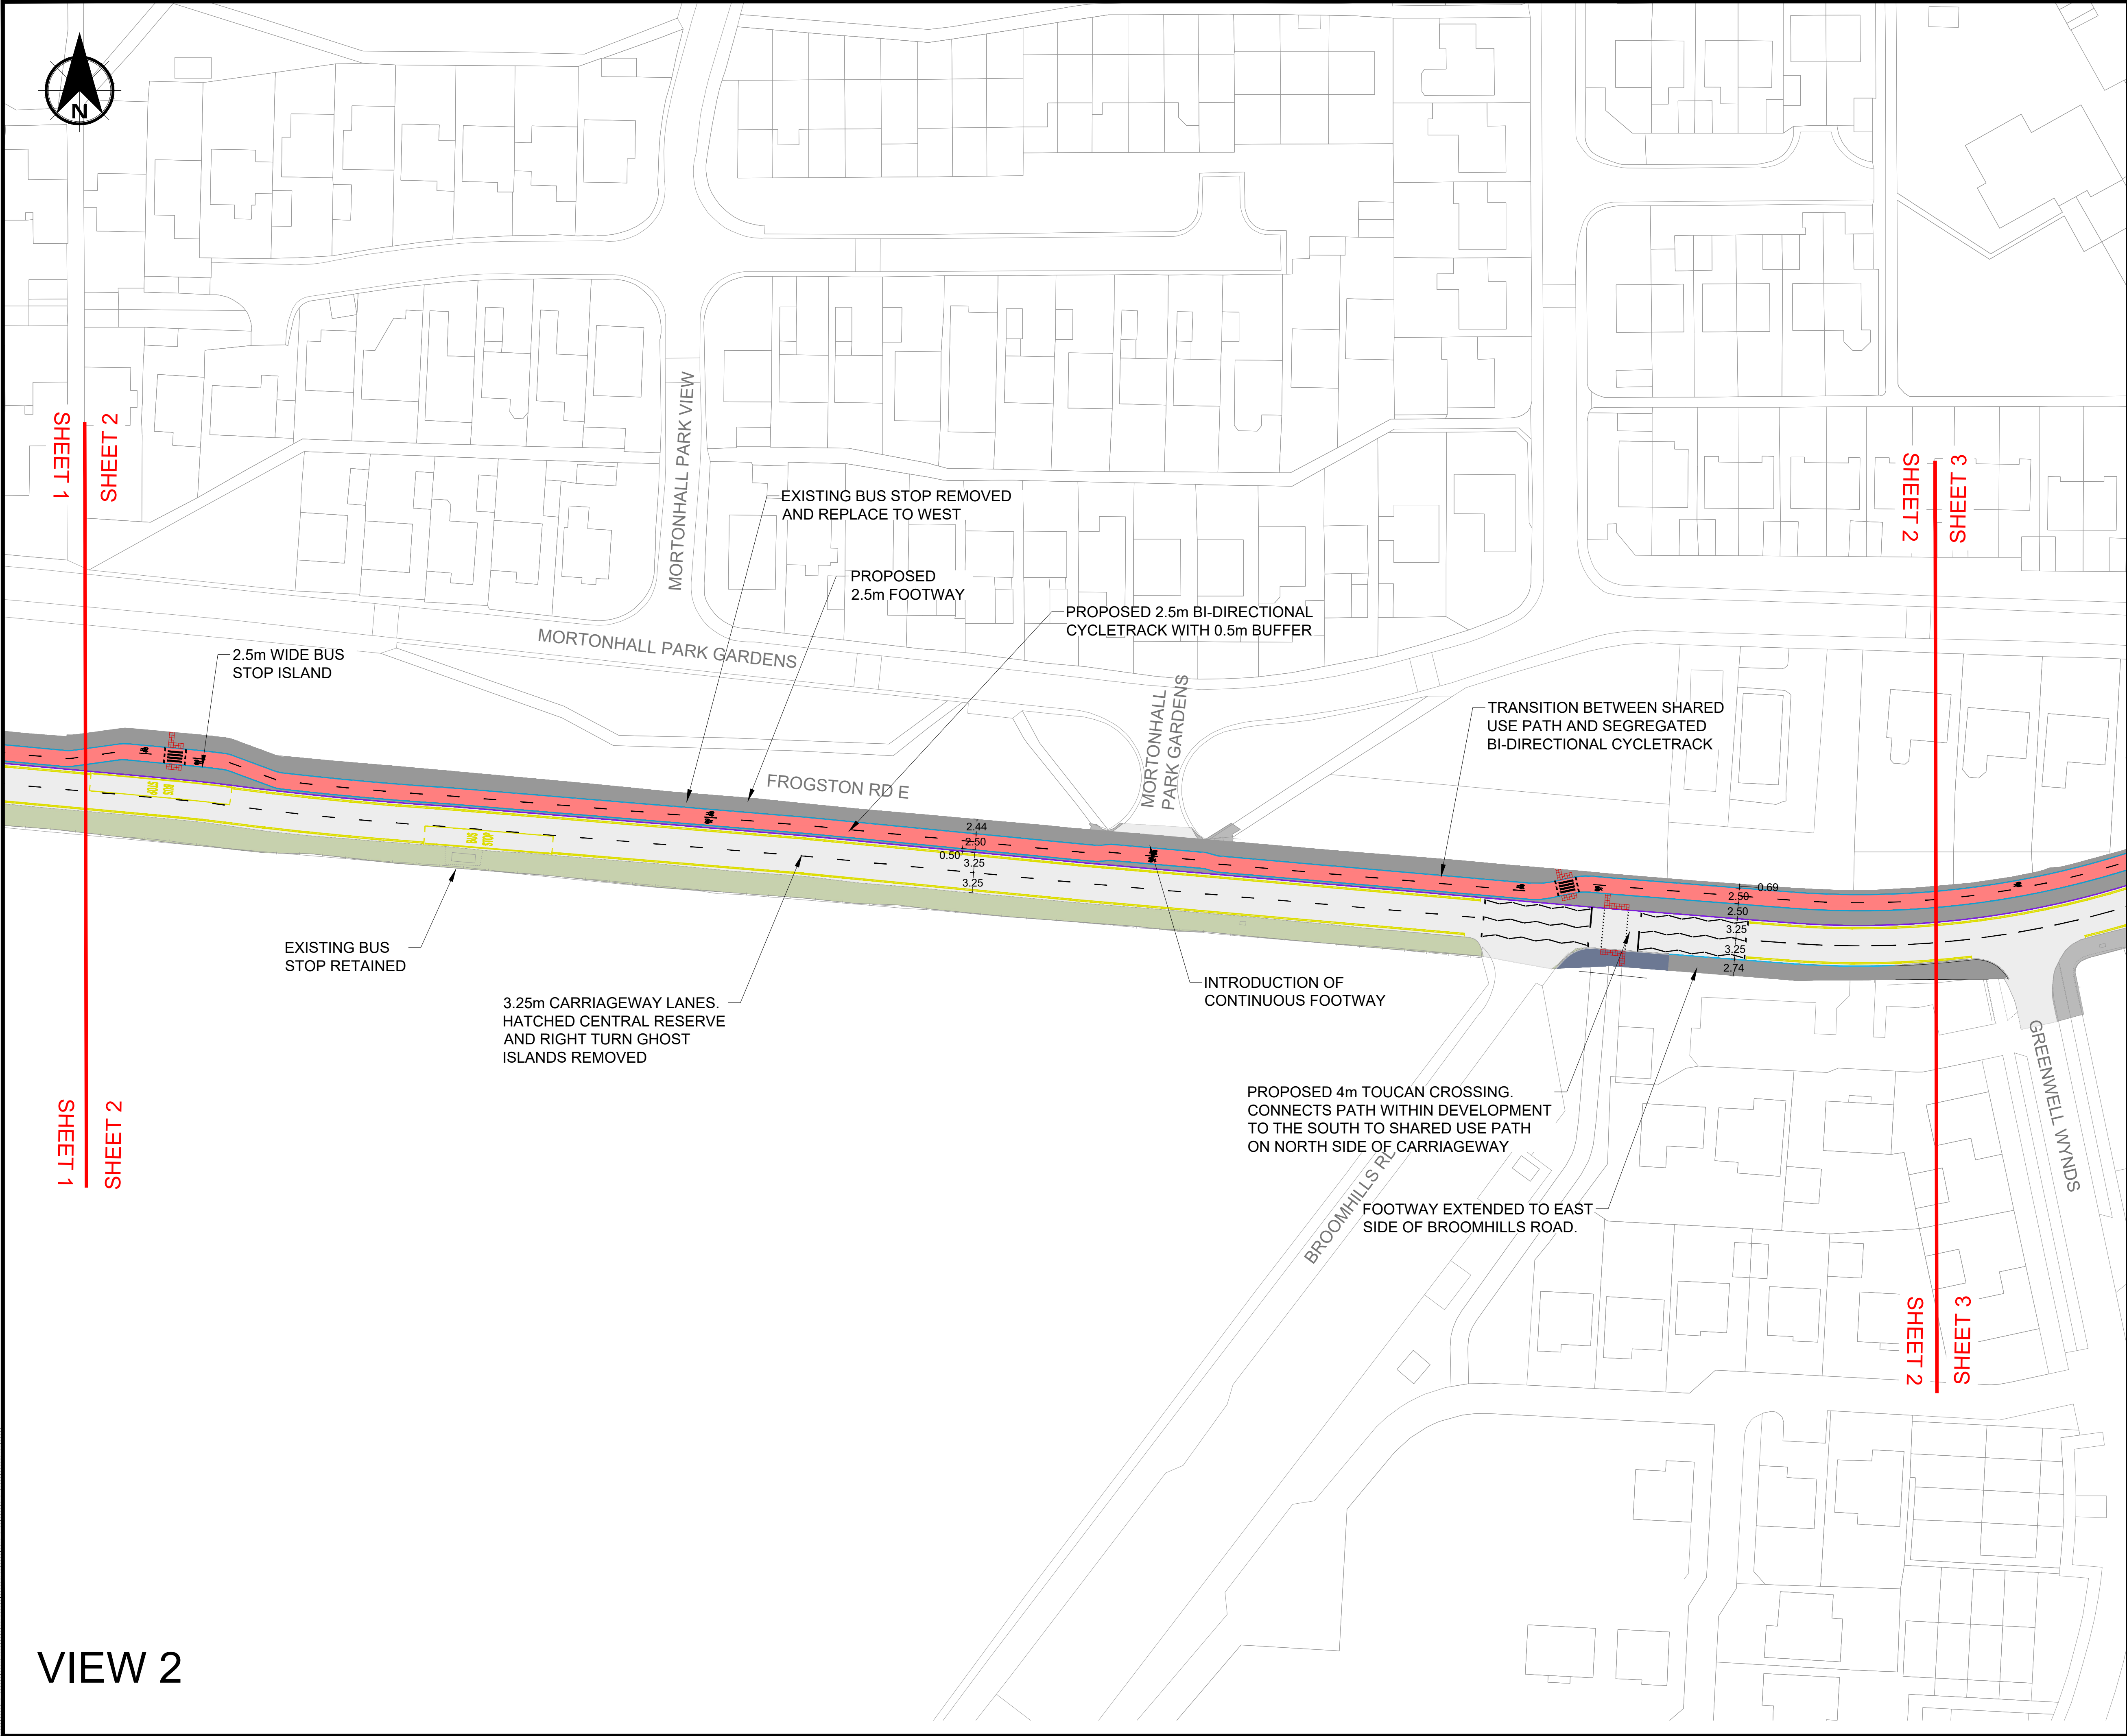 N
SHEET 1
SHEET 2
SHEET 2
SHEET 3
MORTONHALL PARK VIEW
EXISTING BUS STOP REMOVED
AND REPLACE TO WEST
PROPOSED
2.5m FOOTWAY
PROPOSED 2.5m BI-DIRECTIONAL
CYCLETRACK WITH 0.5m BUFFER
MORTONHALL PARK GARDENS
2.5m WIDE BUS
STOP ISLAND
MORTONHALL
PARK GARDENS
TRANSITION BETWEEN SHARED
USE PATH AND SEGREGATED
BI-DIRECTIONAL CYCLETRACK
FROGSTON RD E
BUS
STOP
BUS
STOP
2.44
2.50
0.50
3.25
3.25
0.69
2.50
2.50
3.25
3.25
2.74
EXISTING BUS
STOP RETAINED
3.25m CARRIAGEWAY LANES.
HATCHED CENTRAL RESERVE
AND RIGHT TURN GHOST
ISLANDS REMOVED
INTRODUCTION OF
CONTINUOUS FOOTWAY
PROPOSED 4m TOUCAN CROSSING.
CONNECTS PATH WITHIN DEVELOPMENT
TO THE SOUTH TO SHARED USE PATH
ON NORTH SIDE OF CARRIAGEWAY
GREENWELL WYNDS
BROOMHILLS RD
FOOTWAY EXTENDED TO EAST
SIDE OF BROOMHILLS ROAD.
SHEET 1
SHEET 2
SHEET 2
SHEET 3
VIEW 2